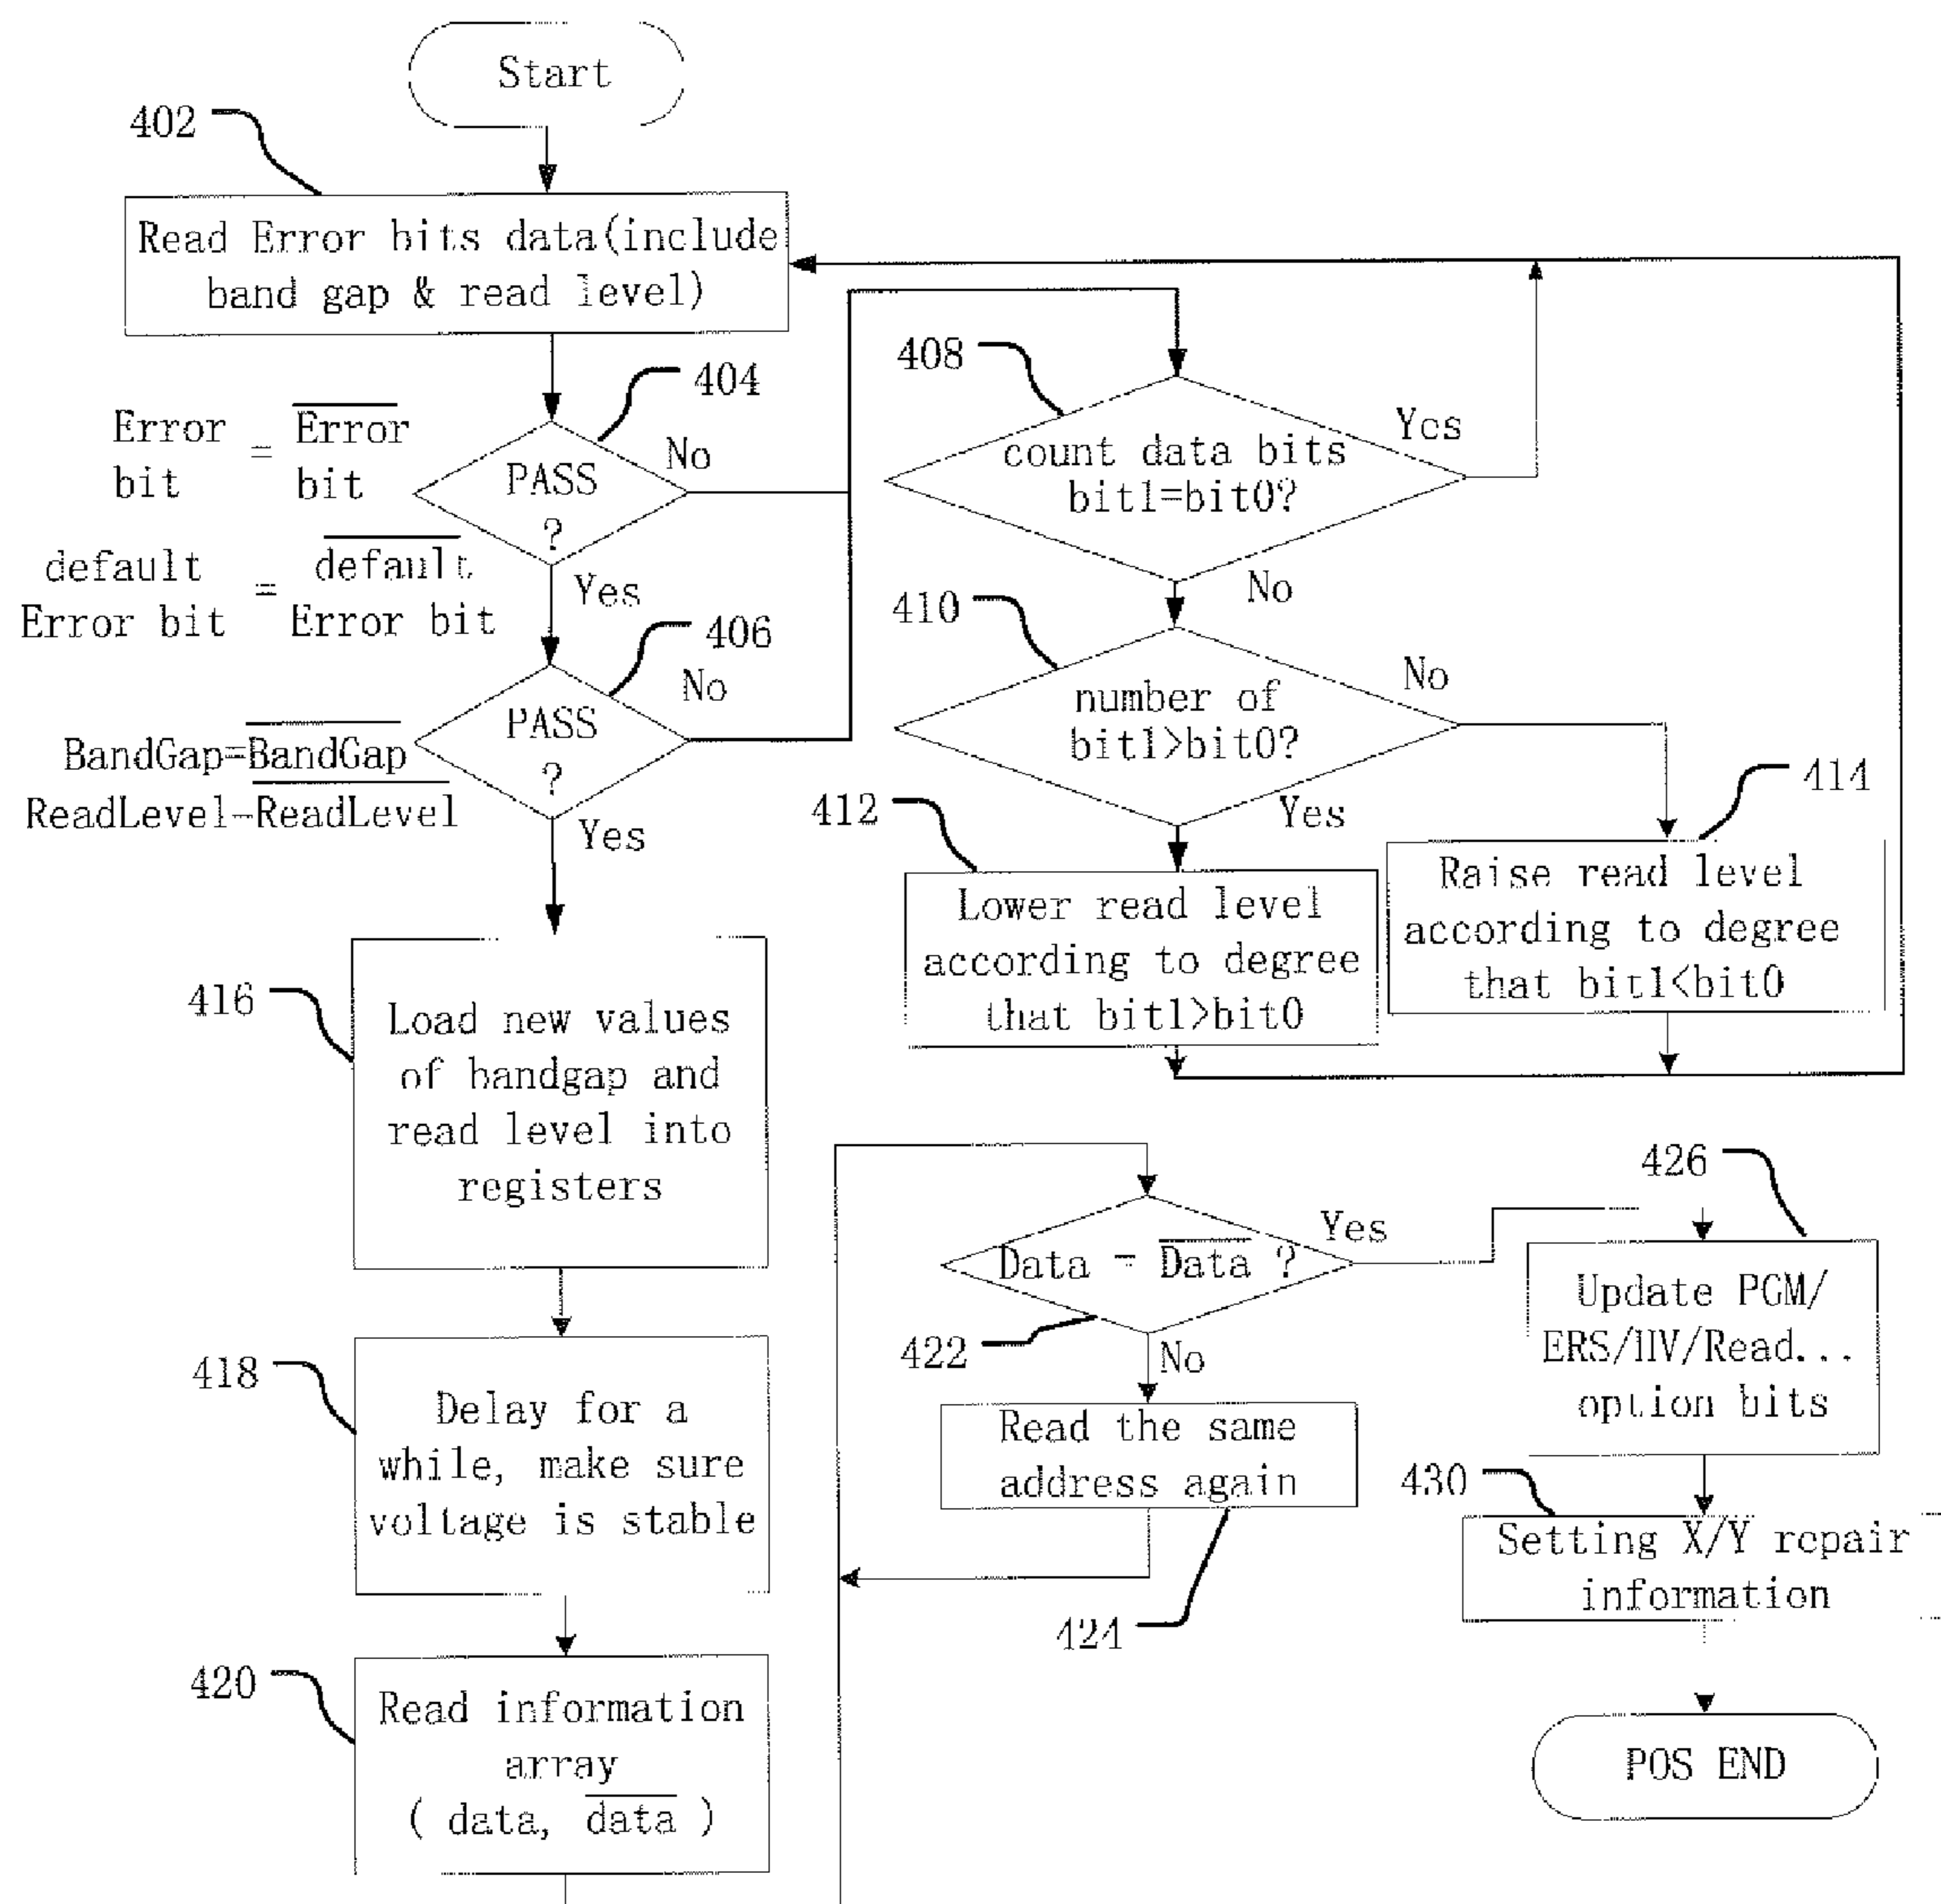 Start
402
Read Error bits data(include
band gap & read level)
404
Error
bit
=
Error
bit
PASS
?
No
Yes
default
Error bit
=
default
Error bit
406
PASS
?
No
Yes
BandGap=BandGap
ReadLevel=ReadLevel
408
count data bits
bit1=bit0?
Yes
No
410
number of
bit1>bit0?
No
Yes
412
Lower read level
according to degree
that bit1>bit0
414
Raise read level
according to degree
that bit1<bit0
416
Load new values
of bandgap and
read level into
registers
418
Delay for a
while, make sure
voltage is stable
420
Read information
array
( data, data )
422
Data = Data ?
Yes
No
Read the same
address again
424
426
Update PGM/
ERS/HV/Read...
option bits
430
Setting X/Y repair
information
POS END